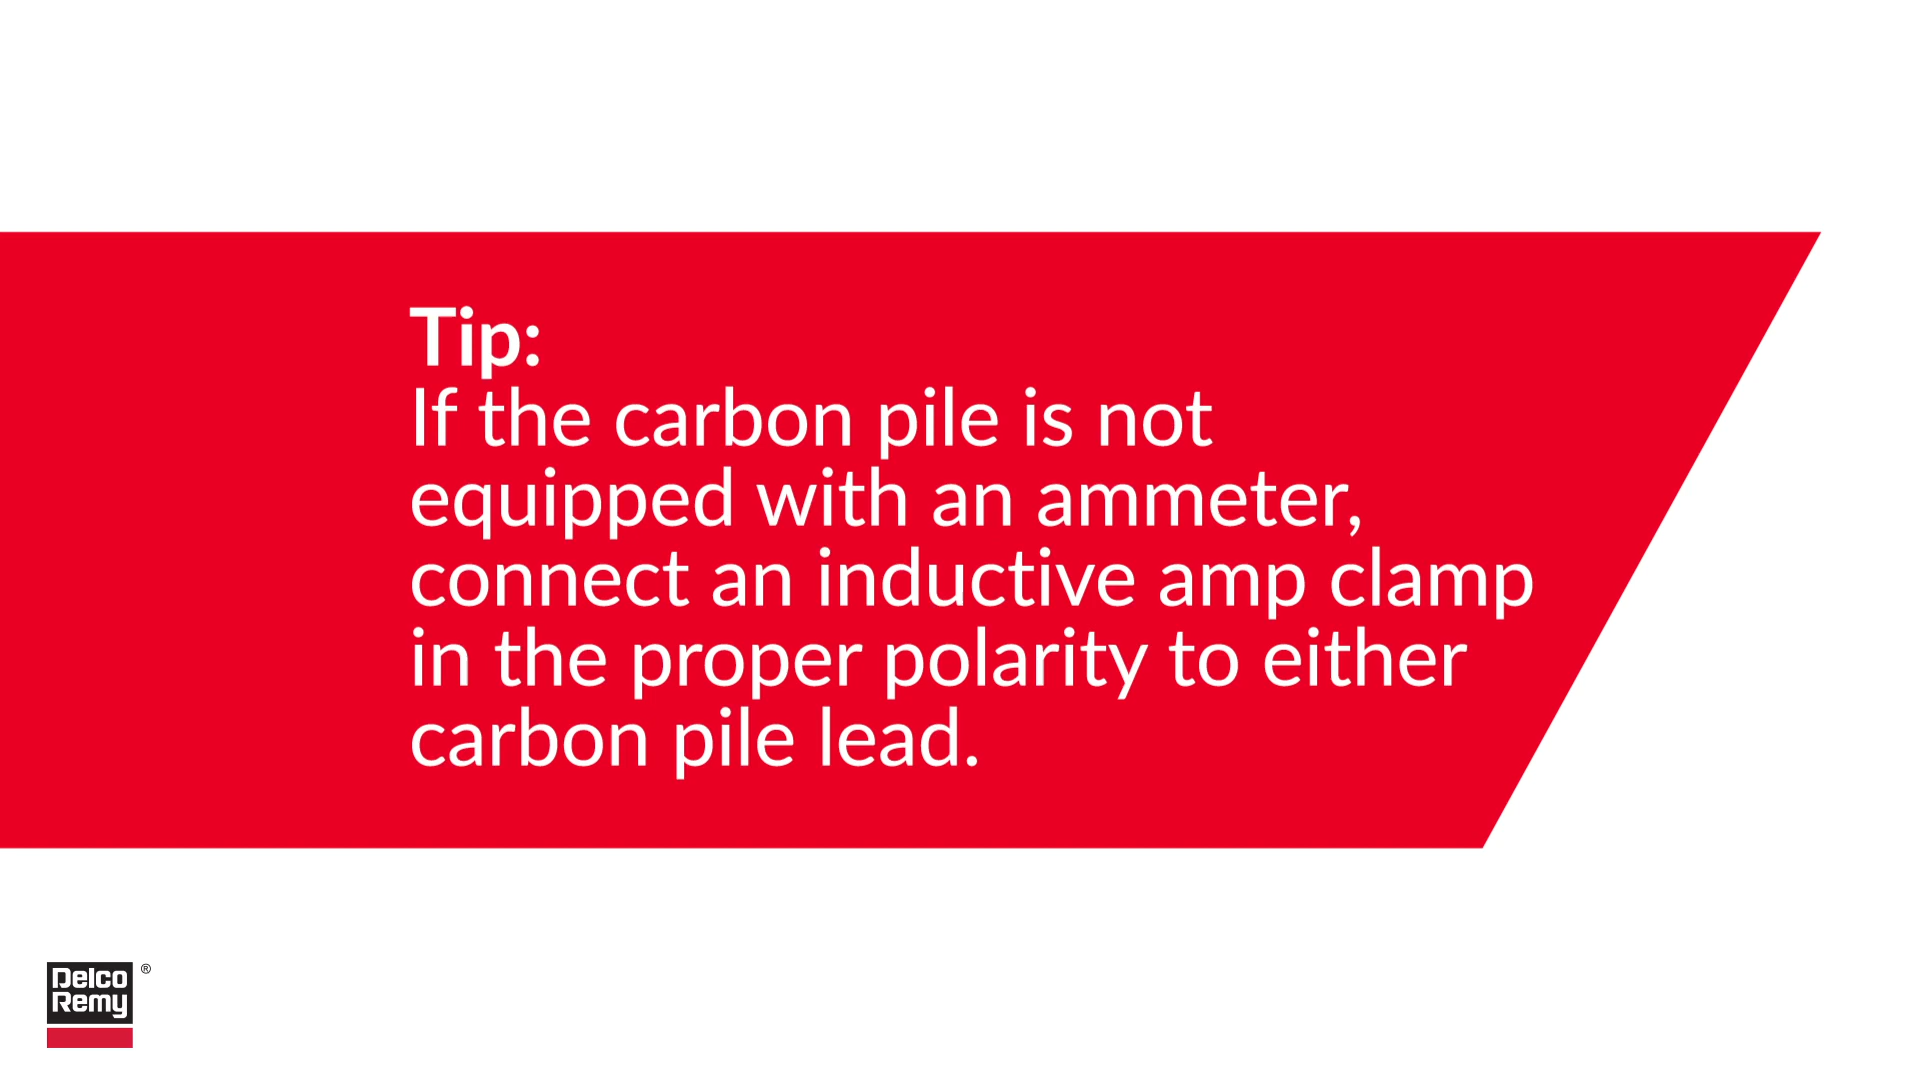 Tip:
If the carbon pile is not
equipped with an ammeter,
connect an inductive amp clamp
in the proper polarity to either
carbon pile lead.
Delco
Remy
®